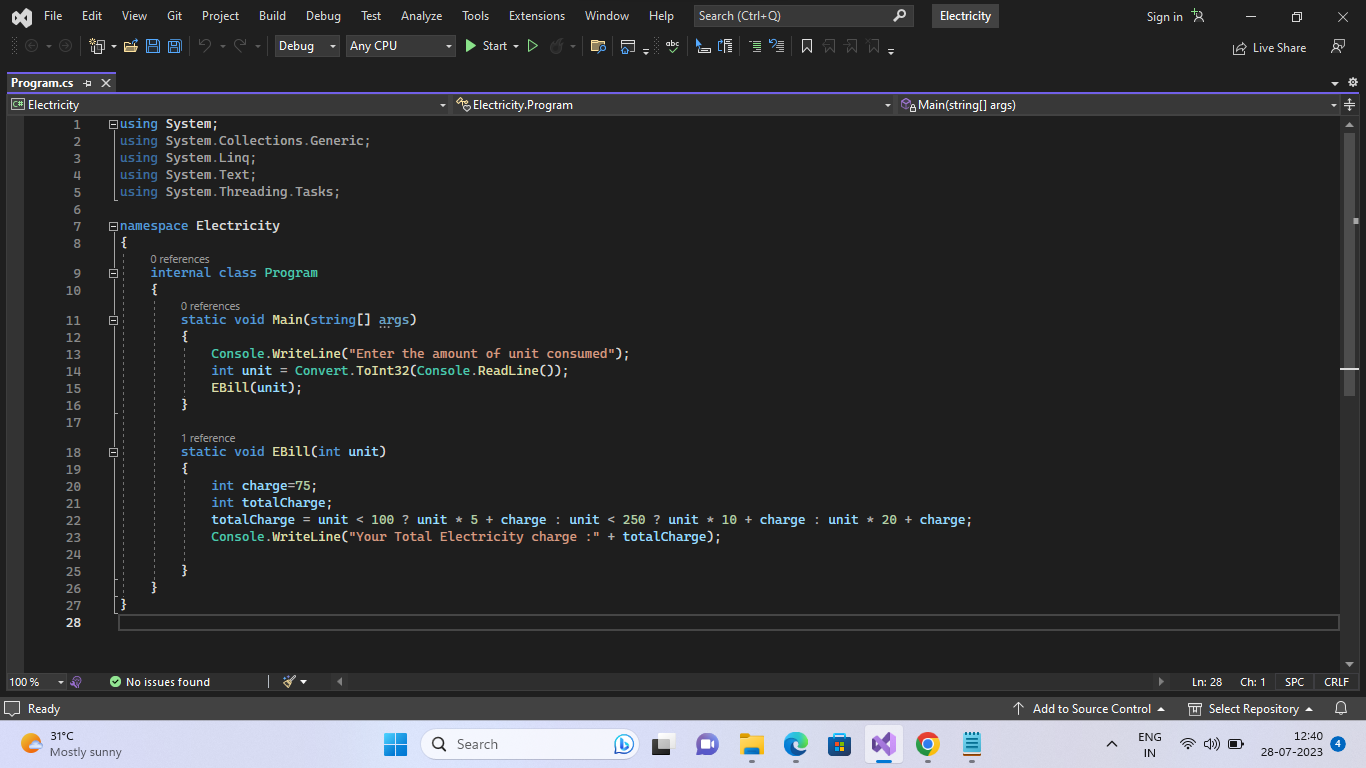 File Edit View Git Project Build Debug Test Analyze Tools Extensions Window Help Search (Ctrl+Q) Electricity Sign in
Debug Any CPU Start abc Live Share
Program.cs
C# Electricity Electricity.Program Main(string[] args)
1 using System;
2 using System.Collections.Generic;
3 using System.Linq;
4 using System.Text;
5 using System.Threading.Tasks;
6
7 namespace Electricity
8 {
0 references
9 internal class Program
10 {
0 references
11 static void Main(string[] args)
12 {
13 Console.WriteLine("Enter the amount of unit consumed");
14 int unit = Convert.ToInt32(Console.ReadLine());
15 EBill(unit);
16 }
17
1 reference
18 static void EBill(int unit)
19 {
20 int charge=75;
21 int totalCharge;
22 totalCharge = unit < 100 ? unit * 5 + charge : unit < 250 ? unit * 10 + charge : unit * 20 + charge;
23 Console.WriteLine("Your Total Electricity charge :" + totalCharge);
24
25 }
26 }
27 }
28
100 % No issues found Ln: 28 Ch: 1 SPC CRLF
Ready Add to Source Control Select Repository
31°C
Mostly sunny
Search
ENG
IN
12:40
28-07-2023
4